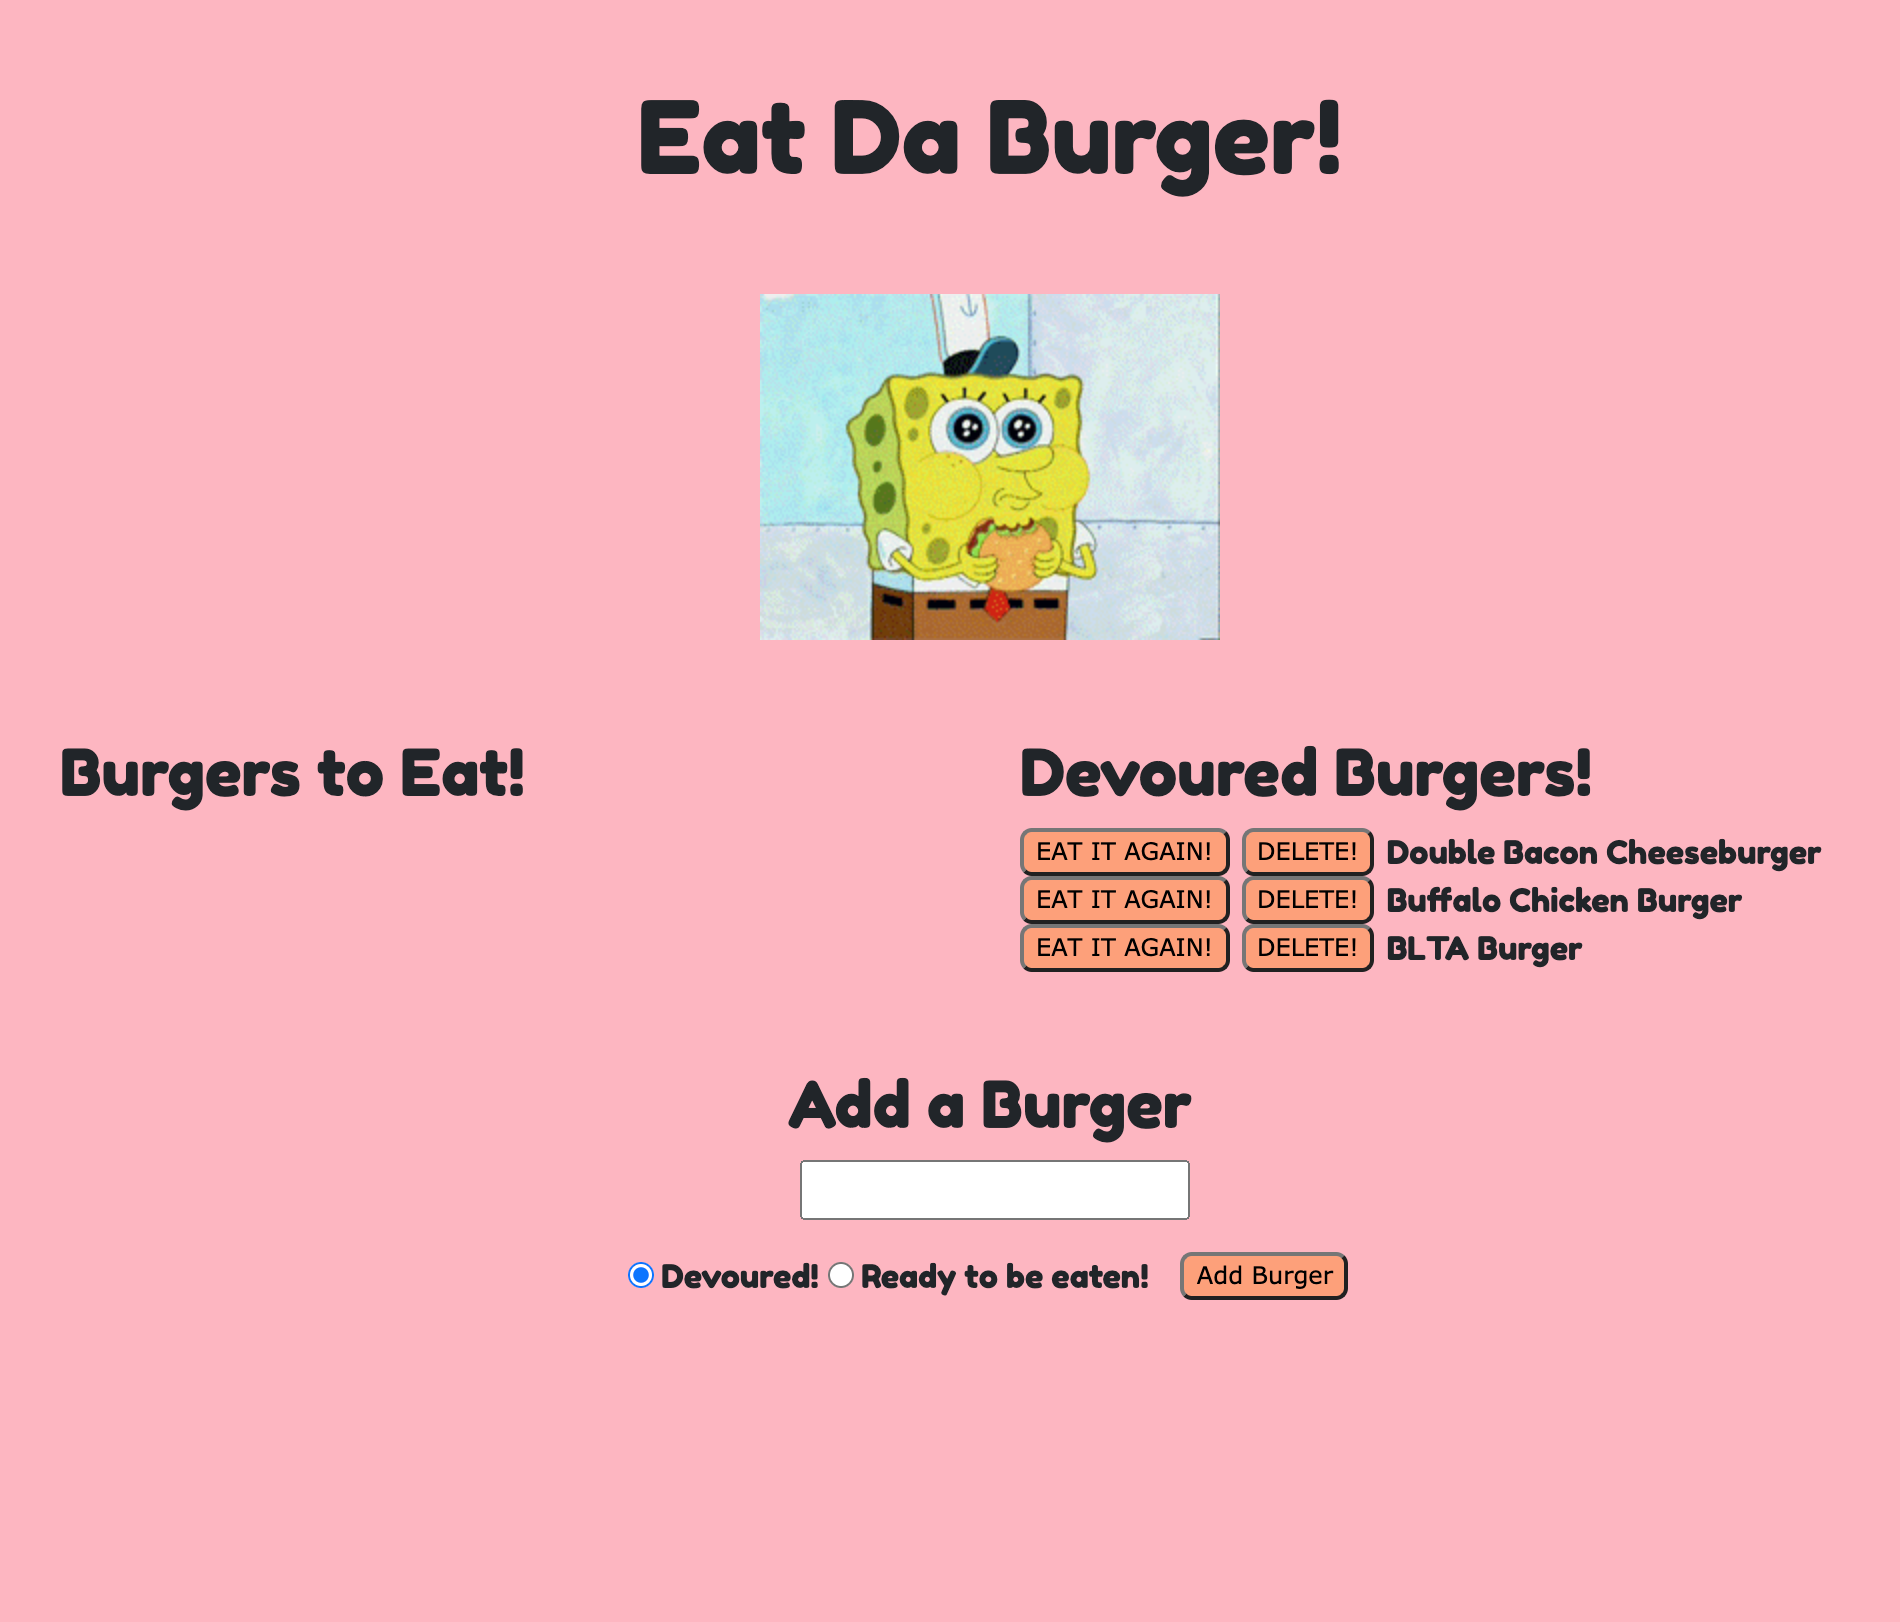 Eat Da Burger!
Burgers to Eat!
Devoured Burgers!
EAT IT AGAIN! DELETE! Double Bacon Cheeseburger
EAT IT AGAIN! DELETE! Buffalo Chicken Burger
EAT IT AGAIN! DELETE! BLTA Burger
Add a Burger
Devoured! Ready to be eaten! Add Burger